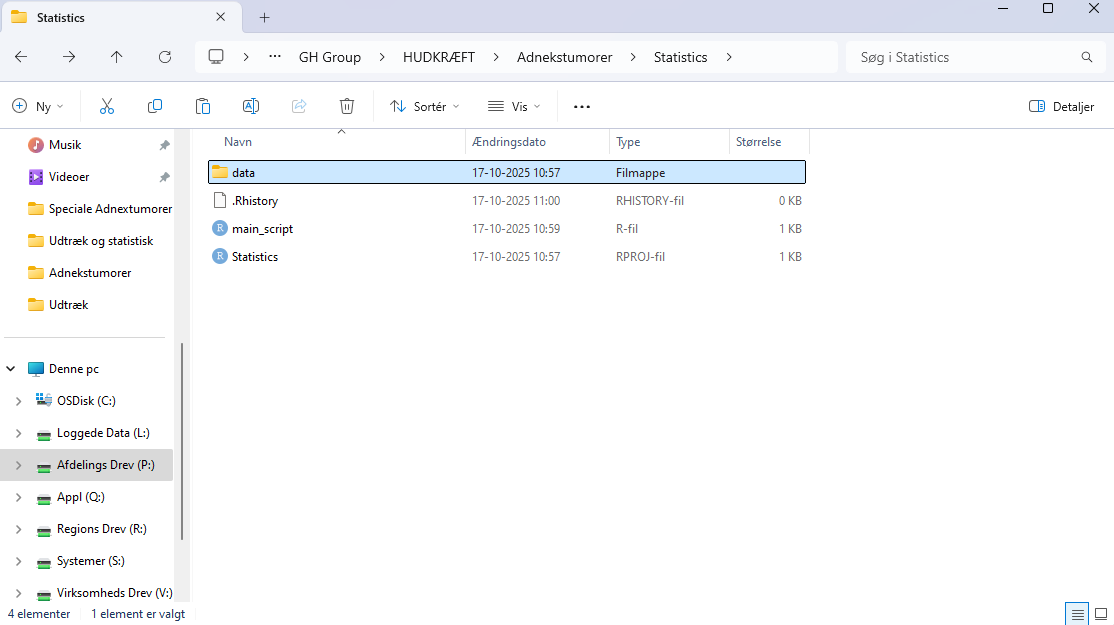 Statistics
GH Group
HUDKRÆFT
Adnekstumorer
Statistics
Søg i Statistics
Ny
Sortér
Vis
Detaljer
Musik
Videoer
Speciale Adnextumorer
Udtræk og statistisk
Adnekstumorer
Udtræk
Denne pc
OSDisk (C:)
Loggede Data (L:)
Afdelings Drev (P:)
Appl (Q:)
Regions Drev (R:)
Systemer (S:)
Virksomheds Drev (V:)
Navn Ændringsdato Type Størrelse
data 17-10-2025 10:57 Filmappe
.Rhistory 17-10-2025 11:00 RHISTORY-fil 0 KB
R main_script 17-10-2025 10:59 R-fil 1 KB
R Statistics 17-10-2025 10:57 RPROJ-fil 1 KB
4 elementer 1 element er valgt